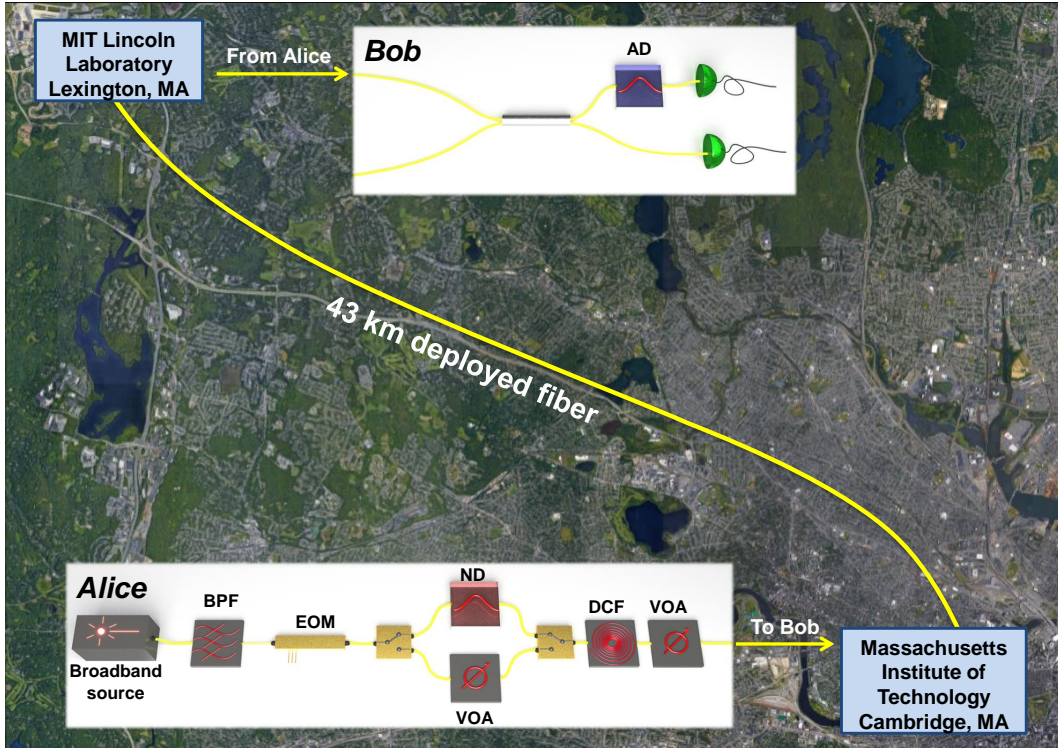 MIT Lincoln
Laboratory
Lexington, MA
From Alice
Bob
AD
43 km deployed fiber
Alice
BPF
EOM
ND
DCF
VOA
Broadband
source
VOA
To Bob
Massachusetts
Institute of
Technology
Cambridge, MA